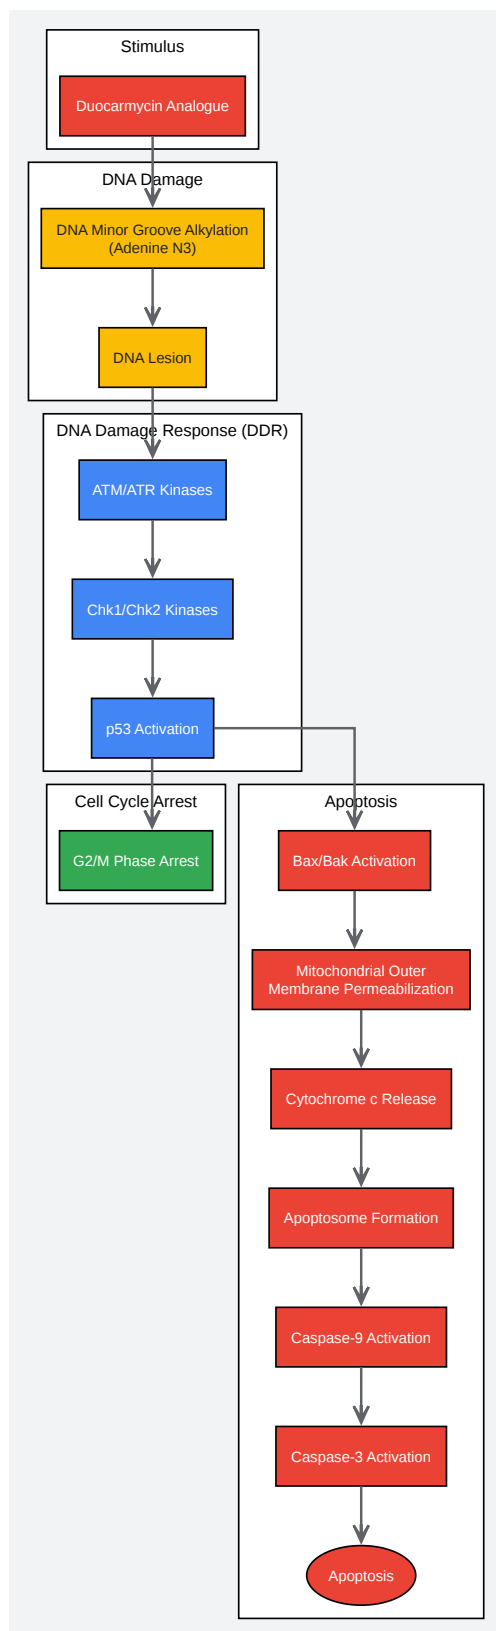 Stimulus
Duocarmycin Analogue
DNA Damage
DNA Minor Groove Alkylation
(Adenine N3)
DNA Lesion
DNA Damage Response (DDR)
ATM/ATR Kinases
Chk1/Chk2 Kinases
p53 Activation
Cell Cycle Arrest
G2/M Phase Arrest
Apoptosis
Bax/Bak Activation
Mitochondrial Outer
Membrane Permeabilization
Cytochrome c Release
Apoptosome Formation
Caspase-9 Activation
Caspase-3 Activation
Apoptosis